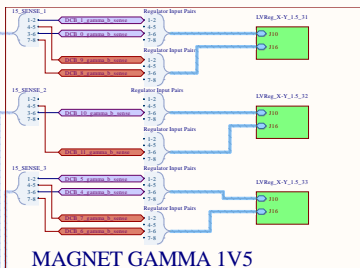 15_SENSE_1
Regulator Input Pairs
LVReg_X-Y_1.5_31
1-2
4-5
3-6
7-8
DCB_1_gamma_b_sense
DCB_0_gamma_b_sense
1-2
4-5
3-6
7-8
J10
J16
Regulator Input Pairs
DCB_9_gamma_b_sense
DCB_8_gamma_b_sense
1-2
4-5
3-6
7-8
15_SENSE_2
Regulator Input Pairs
LVReg_X-Y_1.5_32
1-2
4-5
3-6
7-8
DCB_10_gamma_b_sense
1-2
4-5
3-6
7-8
J10
J16
Regulator Input Pairs
DCB_11_gamma_b_sense
1-2
4-5
3-6
7-8
15_SENSE_3
Regulator Input Pairs
LVReg_X-Y_1.5_33
1-2
4-5
3-6
7-8
DCB_5_gamma_b_sense
DCB_4_gamma_b_sense
1-2
4-5
3-6
7-8
J10
J16
Regulator Input Pairs
DCB_7_gamma_b_sense
DCB_6_gamma_b_sense
1-2
4-5
3-6
7-8
MAGNET GAMMA 1V5